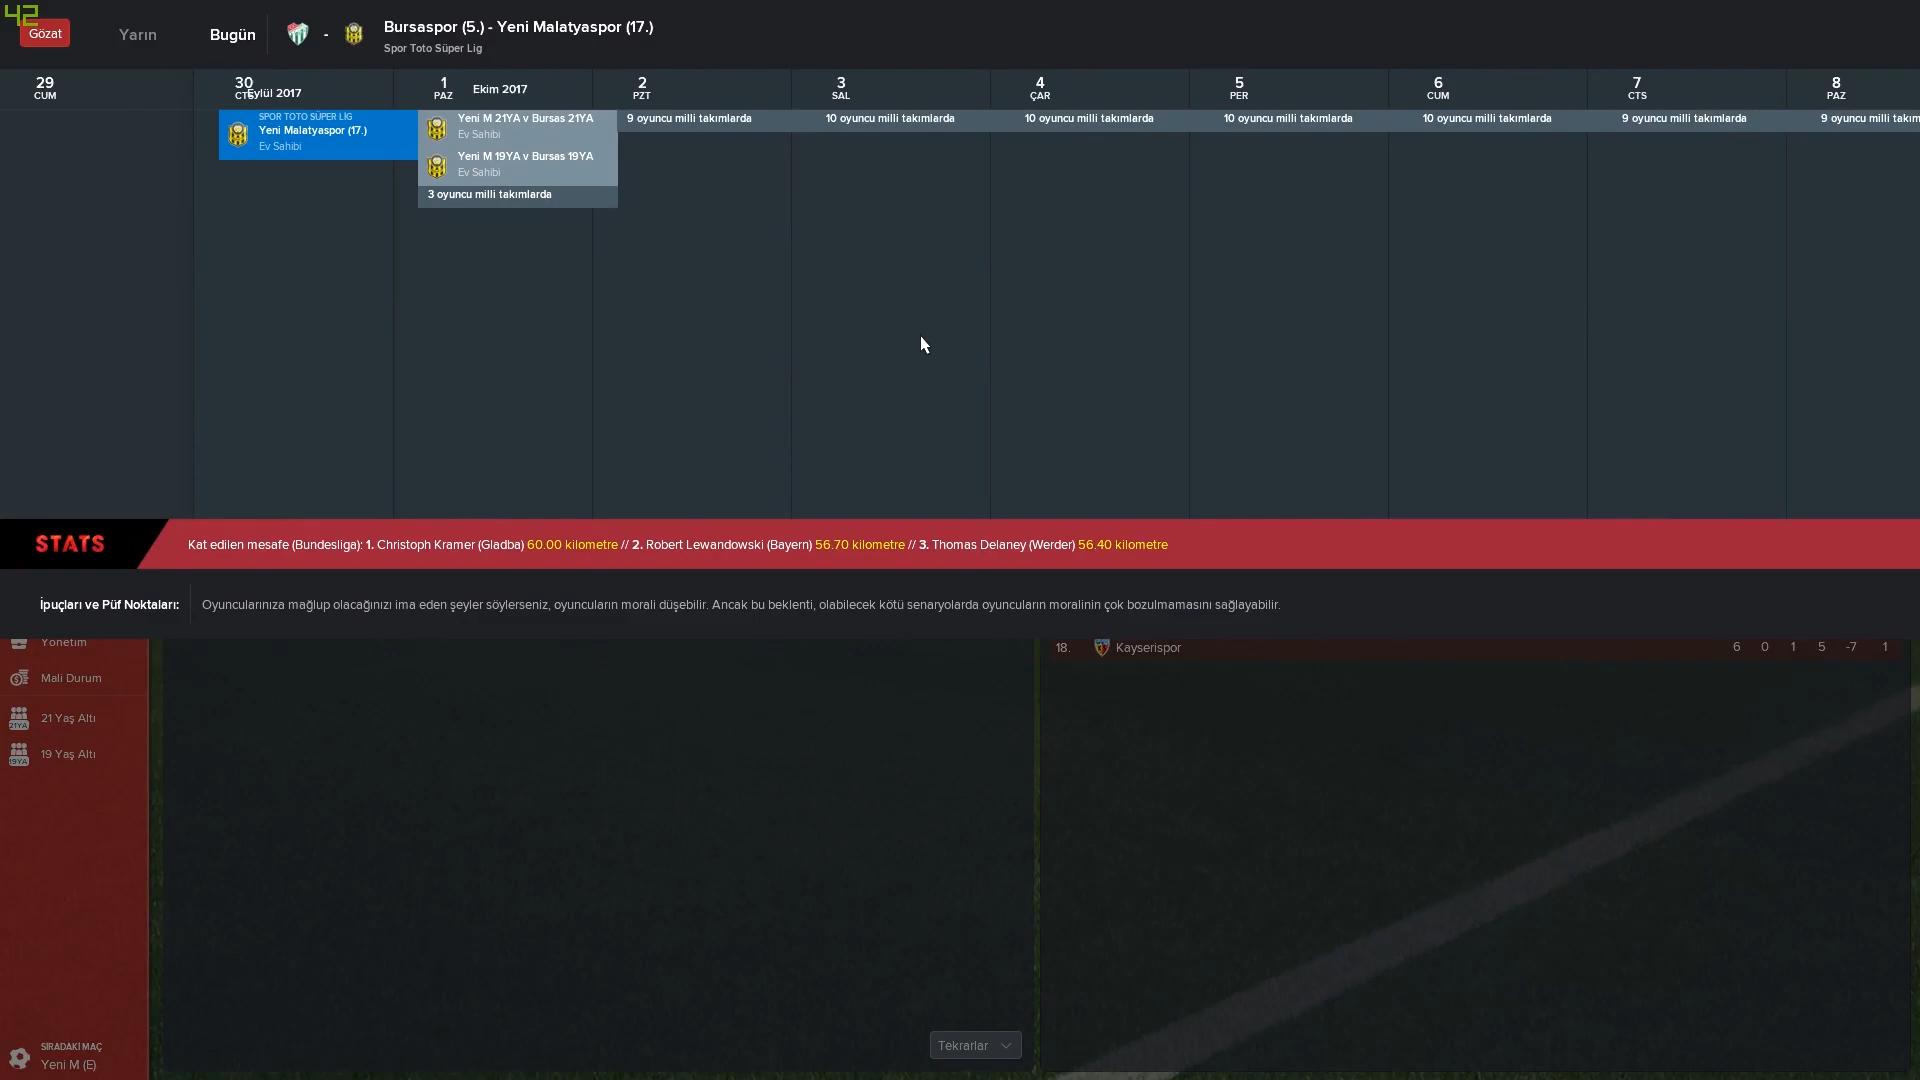 42
Gözat
Yarın
Bugün
-
Bursaspor (5.) - Yeni Malatyaspor (17.)
Spor Toto Süper Lig
29
CUM
30
CTS
Eylül 2017
1
PAZ
Ekim 2017
2
PZT
3
SAL
4
ÇAR
5
PER
6
CUM
7
CTS
8
PAZ
SPOR TOTO SÜPER LİG
Yeni Malatyaspor (17.)
Ev Sahibi
Yeni M 21YA v Bursas 21YA
Ev Sahibi
Yeni M 19YA v Bursas 19YA
Ev Sahibi
3 oyuncu milli takımlarda
9 oyuncu milli takımlarda
10 oyuncu milli takımlarda
10 oyuncu milli takımlarda
10 oyuncu milli takımlarda
10 oyuncu milli takımlarda
9 oyuncu milli takımlarda
9 oyuncu milli takım
STATS
Kat edilen mesafe (Bundesliga): 1. Christoph Kramer (Gladba) 60.00 kilometre // 2. Robert Lewandowski (Bayern) 56.70 kilometre // 3. Thomas Delaney (Werder) 56.40 kilometre
İpuçları ve Püf Noktaları:
Oyuncularınıza mağlup olacağınızı ima eden şeyler söylerseniz, oyuncuların morali düşebilir. Ancak bu beklenti, olabilecek kötü senaryolarda oyuncuların moralinin çok bozulmamasını sağlayabilir.
Yönetim
18. Kayserispor 6 0 1 5 -7 1
Mali Durum
21YA
21 Yaş Altı
19YA
19 Yaş Altı
Tekrarlar
SIRADAKİ MAÇ
Yeni M (E)